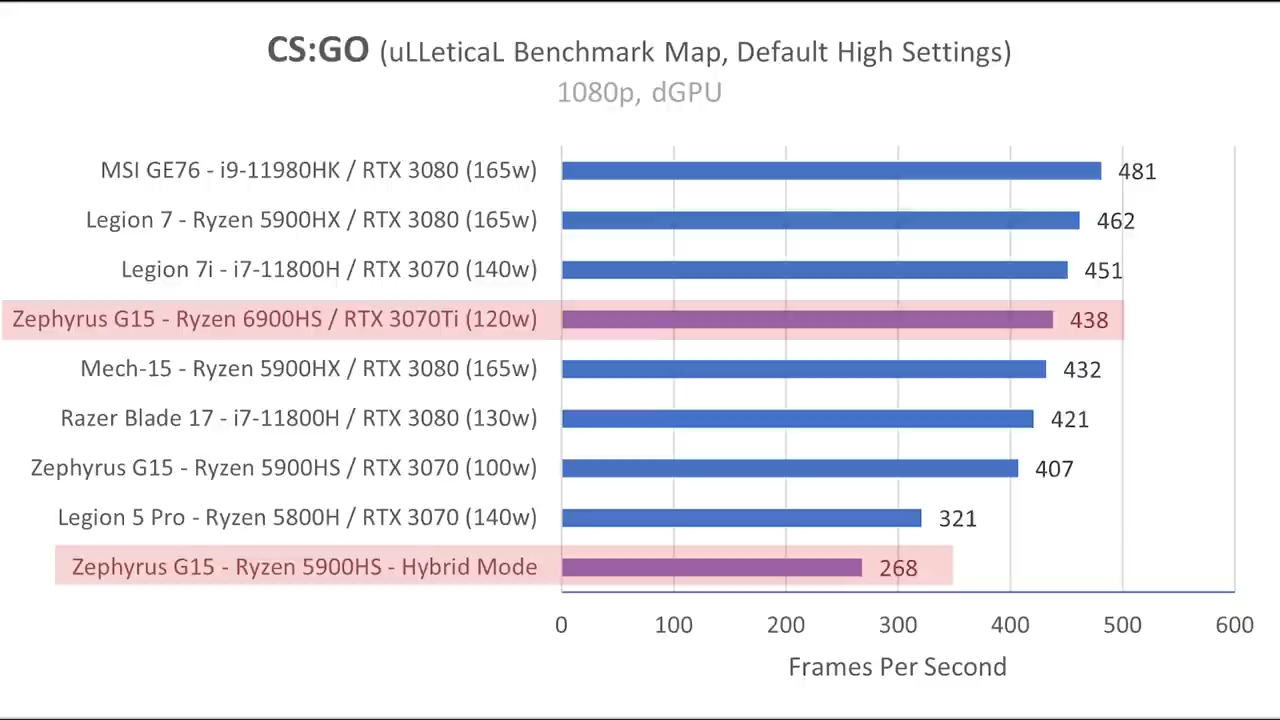 CS:GO (uLLeticaL Benchmark Map, Default High Settings)
1080p, dGPU
MSI GE76 - i9-11980HK / RTX 3080 (165w) 481
Legion 7 - Ryzen 5900HX / RTX 3080 (165w) 462
Legion 7i - i7-11800H / RTX 3070 (140w) 451
Zephyrus G15 - Ryzen 6900HS / RTX 3070Ti (120w) 438
Mech-15 - Ryzen 5900HX / RTX 3080 (165w) 432
Razer Blade 17 - i7-11800H / RTX 3080 (130w) 421
Zephyrus G15 - Ryzen 5900HS / RTX 3070 (100w) 407
Legion 5 Pro - Ryzen 5800H / RTX 3070 (140w) 321
Zephyrus G15 - Ryzen 5900HS - Hybrid Mode 268
0 100 200 300 400 500 600
Frames Per Second